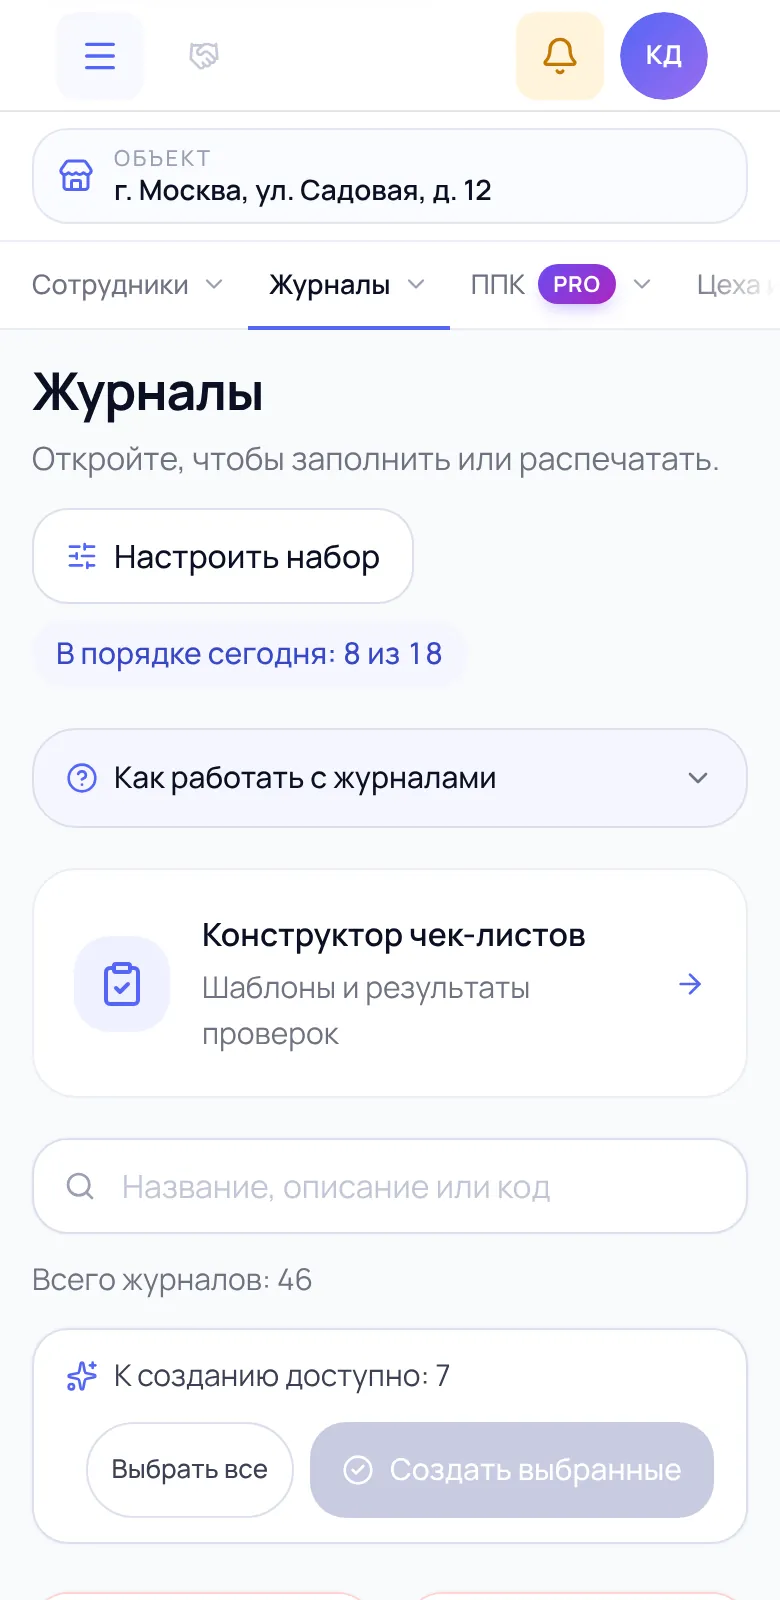 КД
ОБЪЕКТ
г. Москва, ул. Садовая, д. 12
Сотрудники Журналы ППК PRO Цеха
Журналы
Откройте, чтобы заполнить или распечатать.
Настроить набор
В порядке сегодня: 8 из 18
Как работать с журналами
Конструктор чек-листов
Шаблоны и результаты
проверок
Название, описание или код
Всего журналов: 46
К созданию доступно: 7
Выбрать все Создать выбранные